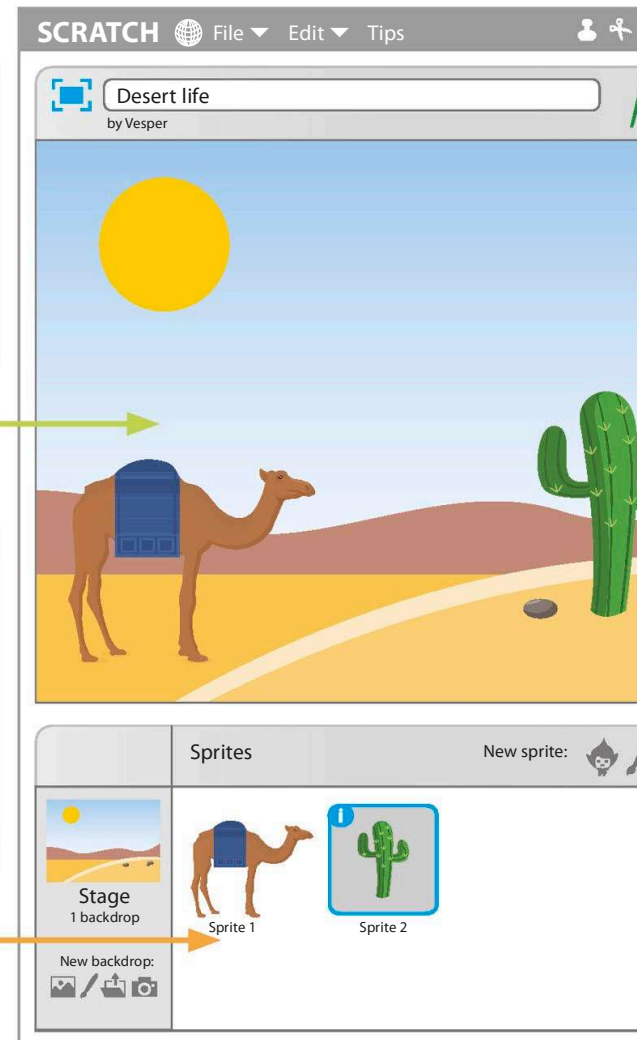 SCRATCH File Edit Tips
Desert life
by Vesper
Sprites New sprite:
i
Stage
1 backdrop
Sprite 1 Sprite 2
New backdrop: